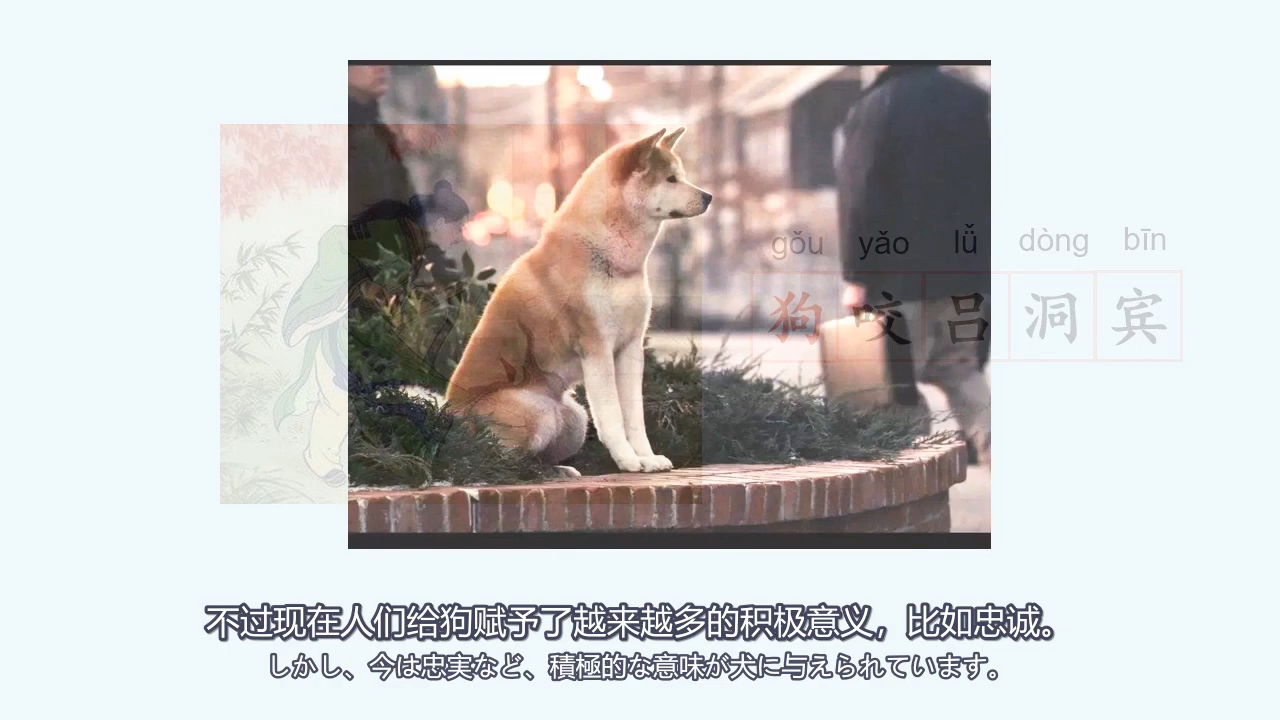 gǒu yǎo lǚ dòng bīn
狗咬吕洞宾
不过现在人们给狗赋予了越来越多的积极意义，比如忠诚。
しかし、今は忠実など、積極的な意味が犬に与えられています。